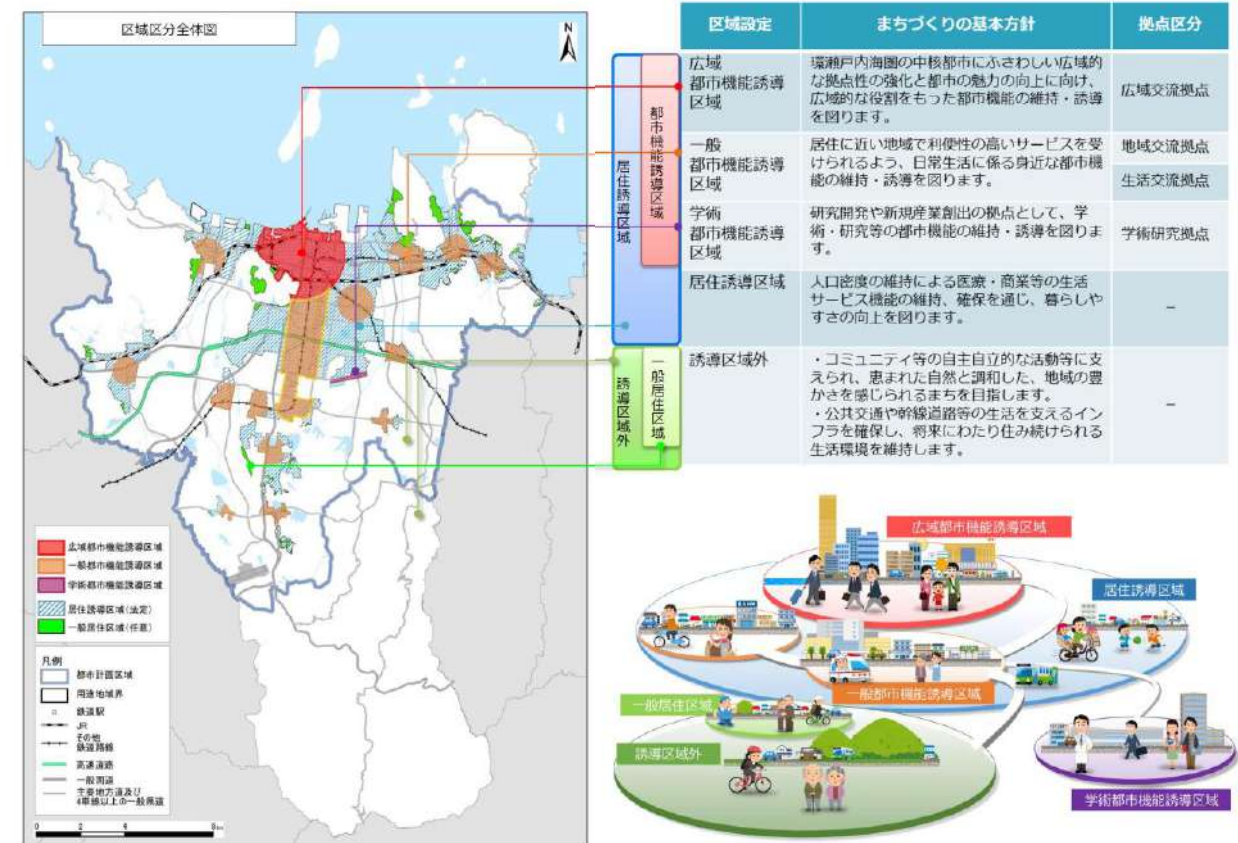 区域区分全体図
N
広域都市機能誘導区域
一般都市機能誘導区域
学術都市機能誘導区域
居住誘導区域(法定)
一般居住区域(任意)
凡例
都市計画区域
用途地域界
鉄道駅
JR
その他
鉄道路線
高速道路
一般国道
主要地方道及び
4車線以上の一般県道
0 2 4 8km
居住誘導区域
都市機能誘導区域
誘導区域外
一般居住区域
区域設定
まちづくりの基本方針
拠点区分
広域
都市機能誘導
区域
環瀬戸内海圏の中核都市にふさわしい広域的
な拠点性の強化と都市の魅力の向上に向け、
広域的な役割をもった都市機能の維持・誘導
を図ります。
広域交流拠点
一般
都市機能誘導
区域
居住に近い地域で利便性の高いサービスを受
けられるよう、日常生活に係る身近な都市機
能の維持・誘導を図ります。
地域交流拠点
生活交流拠点
学術
都市機能誘導
区域
研究開発や新規産業創出の拠点として、学
術・研究等の都市機能の維持・誘導を図りま
す。
学術研究拠点
居住誘導区域
人口密度の維持による医療・商業等の生活
サービス機能の維持、確保を通じ、暮らしや
すさの向上を図ります。
－
誘導区域外
・コミュニティ等の自主自立的な活動等に支
えられ、恵まれた自然と調和した、地域の豊
かさを感じられるまちを目指します。
・公共交通や幹線道路等の生活を支えるイン
フラを確保し、将来にわたり住み続けられる
生活環境を維持します。
－
広域都市機能誘導区域
居住誘導区域
一般都市機能誘導区域
一般居住区域
誘導区域外
学術都市機能誘導区域